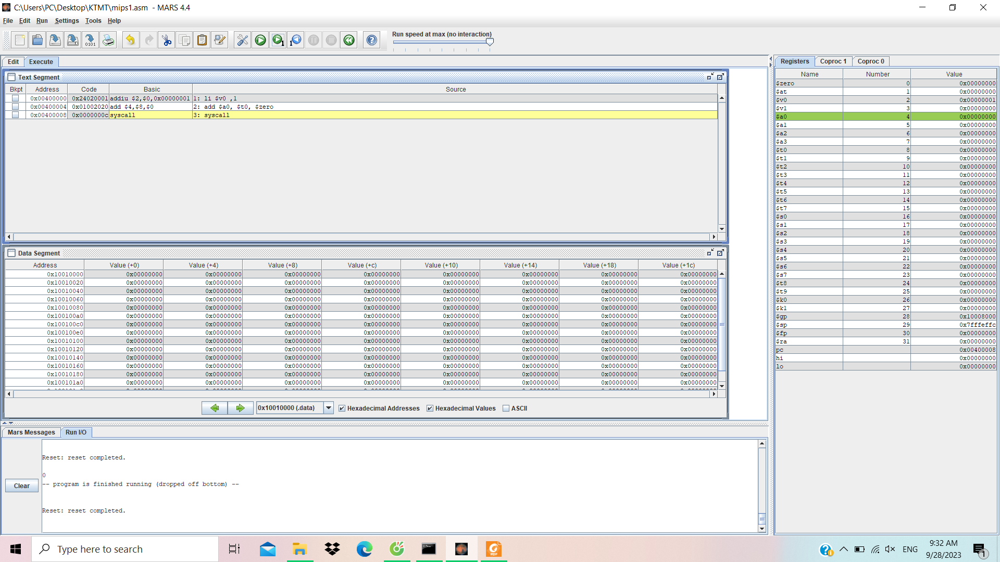 C:\Users\PC\Desktop\KTMT\mips1.asm - MARS 4.4
File Edit Run Settings Tools Help
Run speed at max (no interaction)
Edit Execute
Text Segment
Bkpt Address Code Basic Source
0x00400000 0x24020001 addiu $2,$0,0x00000001 1: li $v0 ,1
0x00400004 0x01002020 add $4,$8,$0 2: add $a0, $t0, $zero
0x00400008 0x0000000c syscall 3: syscall
Data Segment
Address Value (+0) Value (+4) Value (+8) Value (+c) Value (+10) Value (+14) Value (+18) Value (+1c)
0x10010000 0x00000000 0x00000000 0x00000000 0x00000000 0x00000000 0x00000000 0x00000000 0x00000000
0x10010020 0x00000000 0x00000000 0x00000000 0x00000000 0x00000000 0x00000000 0x00000000 0x00000000
0x10010040 0x00000000 0x00000000 0x00000000 0x00000000 0x00000000 0x00000000 0x00000000 0x00000000
0x10010060 0x00000000 0x00000000 0x00000000 0x00000000 0x00000000 0x00000000 0x00000000 0x00000000
0x10010080 0x00000000 0x00000000 0x00000000 0x00000000 0x00000000 0x00000000 0x00000000 0x00000000
0x100100a0 0x00000000 0x00000000 0x00000000 0x00000000 0x00000000 0x00000000 0x00000000 0x00000000
0x100100c0 0x00000000 0x00000000 0x00000000 0x00000000 0x00000000 0x00000000 0x00000000 0x00000000
0x100100e0 0x00000000 0x00000000 0x00000000 0x00000000 0x00000000 0x00000000 0x00000000 0x00000000
0x10010100 0x00000000 0x00000000 0x00000000 0x00000000 0x00000000 0x00000000 0x00000000 0x00000000
0x10010120 0x00000000 0x00000000 0x00000000 0x00000000 0x00000000 0x00000000 0x00000000 0x00000000
0x10010140 0x00000000 0x00000000 0x00000000 0x00000000 0x00000000 0x00000000 0x00000000 0x00000000
0x10010160 0x00000000 0x00000000 0x00000000 0x00000000 0x00000000 0x00000000 0x00000000 0x00000000
0x10010180 0x00000000 0x00000000 0x00000000 0x00000000 0x00000000 0x00000000 0x00000000 0x00000000
0x100101a0 0x00000000 0x00000000 0x00000000 0x00000000 0x00000000 0x00000000 0x00000000 0x00000000
0x10010000 (.data) Hexadecimal Addresses Hexadecimal Values ASCII
Mars Messages Run I/O
Clear
Reset: reset completed.
0
-- program is finished running (dropped off bottom) --
Reset: reset completed.
Registers Coproc 1 Coproc 0
Name Number Value
$zero 0 0x00000000
$at 1 0x00000000
$v0 2 0x00000001
$v1 3 0x00000000
$a0 4 0x00000000
$a1 5 0x00000000
$a2 6 0x00000000
$a3 7 0x00000000
$t0 8 0x00000000
$t1 9 0x00000000
$t2 10 0x00000000
$t3 11 0x00000000
$t4 12 0x00000000
$t5 13 0x00000000
$t6 14 0x00000000
$t7 15 0x00000000
$s0 16 0x00000000
$s1 17 0x00000000
$s2 18 0x00000000
$s3 19 0x00000000
$s4 20 0x00000000
$s5 21 0x00000000
$s6 22 0x00000000
$s7 23 0x00000000
$t8 24 0x00000000
$t9 25 0x00000000
$k0 26 0x00000000
$k1 27 0x00000000
$gp 28 0x10008000
$sp 29 0x7fffeffc
$fp 30 0x00000000
$ra 31 0x00000000
pc 0x00400008
hi 0x00000000
lo 0x00000000
Type here to search
ENG
9:32 AM
9/28/2023
1